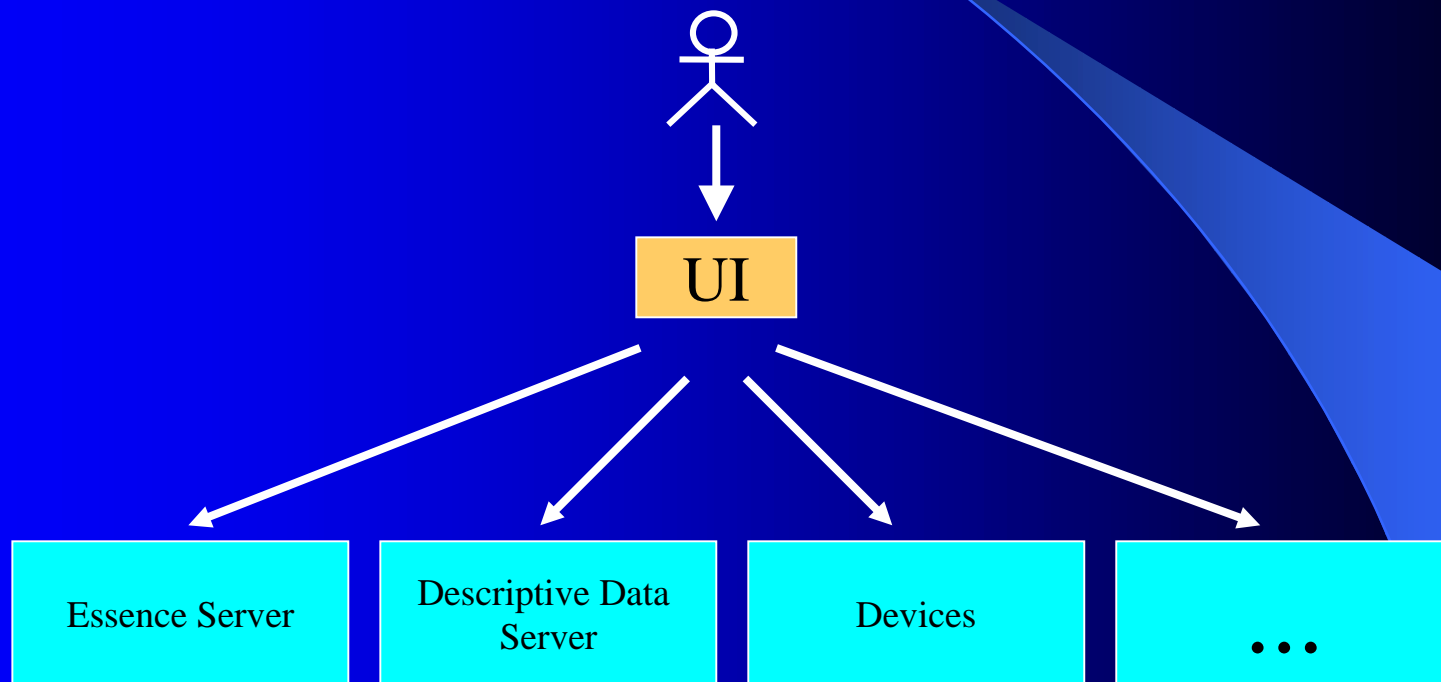 UI
Essence Server
Descriptive Data
Server
Devices
...